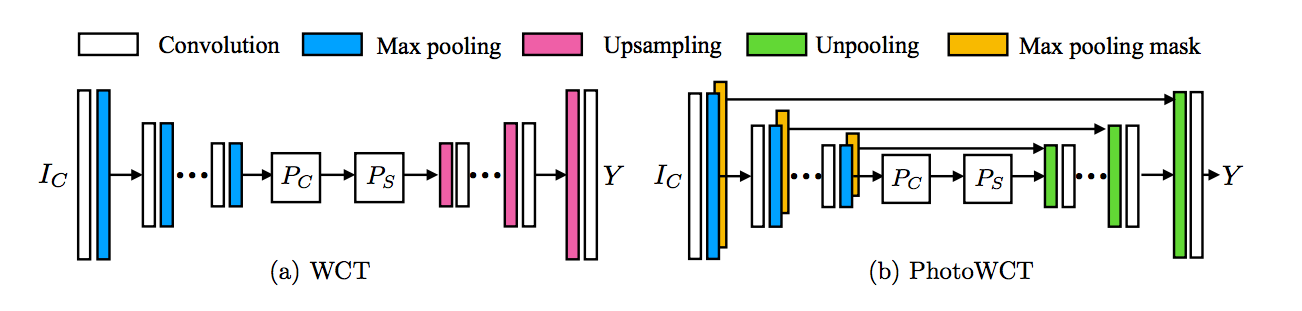 Convolution Max pooling Upsampling Unpooling Max pooling mask
I_C P_C P_S Y I_C P_C P_S Y
(a) WCT (b) PhotoWCT